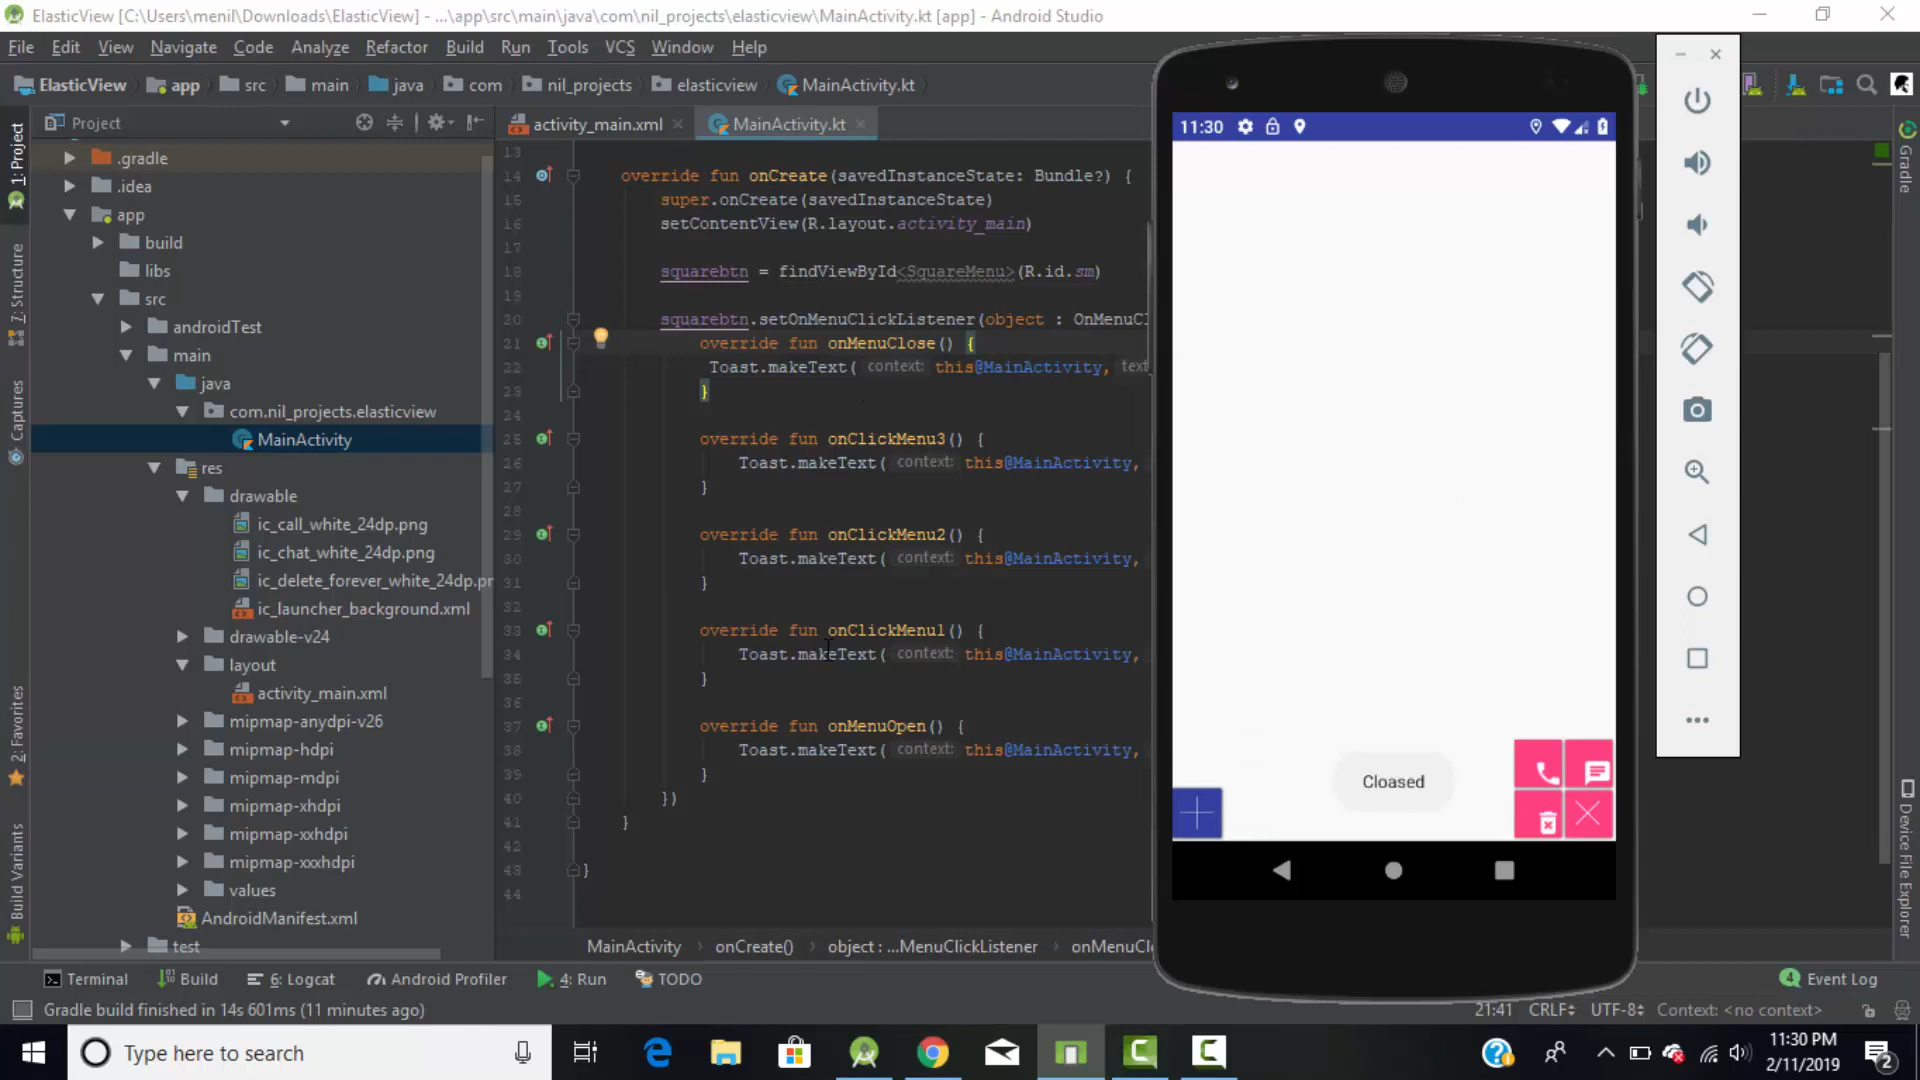 ElasticView [C:\Users\menil\Downloads\ElasticView] - ...\app\src\main\java\com\nil_projects\elasticview\MainActivity.kt [app] - Android Studio
File Edit View Navigate Code Analyze Refactor Build Run Tools VCS Window Help
ElasticView app src main java com nil_projects elasticview MainActivity.kt
Project
activity_main.xml
MainActivity.kt
1: Project
7: Structure
Captures
2: Favorites
Build Variants
.gradle
.idea
app
build
libs
src
androidTest
main
java
com.nil_projects.elasticview
MainActivity
res
drawable
ic_call_white_24dp.png
ic_chat_white_24dp.png
ic_delete_forever_white_24dp.pn
ic_launcher_background.xml
drawable-v24
layout
activity_main.xml
mipmap-anydpi-v26
mipmap-hdpi
mipmap-mdpi
mipmap-xhdpi
mipmap-xxhdpi
mipmap-xxxhdpi
values
AndroidManifest.xml
test
13
14 override fun onCreate(savedInstanceState: Bundle?) {
15 super.onCreate(savedInstanceState)
16 setContentView(R.layout.activity_main)
17
18 squarebtn = findViewById<SquareMenu>(R.id.sm)
19
20 squarebtn.setOnMenuClickListener(object : OnMenuCl
21 override fun onMenuClose() {
22 Toast.makeText( context: this@MainActivity, text
23 }
24
25 override fun onClickMenu3() {
26 Toast.makeText( context: this@MainActivity,
27 }
28
29 override fun onClickMenu2() {
30 Toast.makeText( context: this@MainActivity,
31 }
32
33 override fun onClickMenu1() {
34 Toast.makeText( context: this@MainActivity,
35 }
36
37 override fun onMenuOpen() {
38 Toast.makeText( context: this@MainActivity,
39 }
40 })
41 }
42
43 }
44
MainActivity onCreate() object : ...MenuClickListener onMenuCl
11:30
Cloased
Gradle
Device File Explorer
Terminal Build 6: Logcat Android Profiler 4: Run TODO
4 Event Log
Gradle build finished in 14s 601ms (11 minutes ago)
21:41 CRLF UTF-8 Context: <no context>
Type here to search
11:30 PM
2/11/2019
2